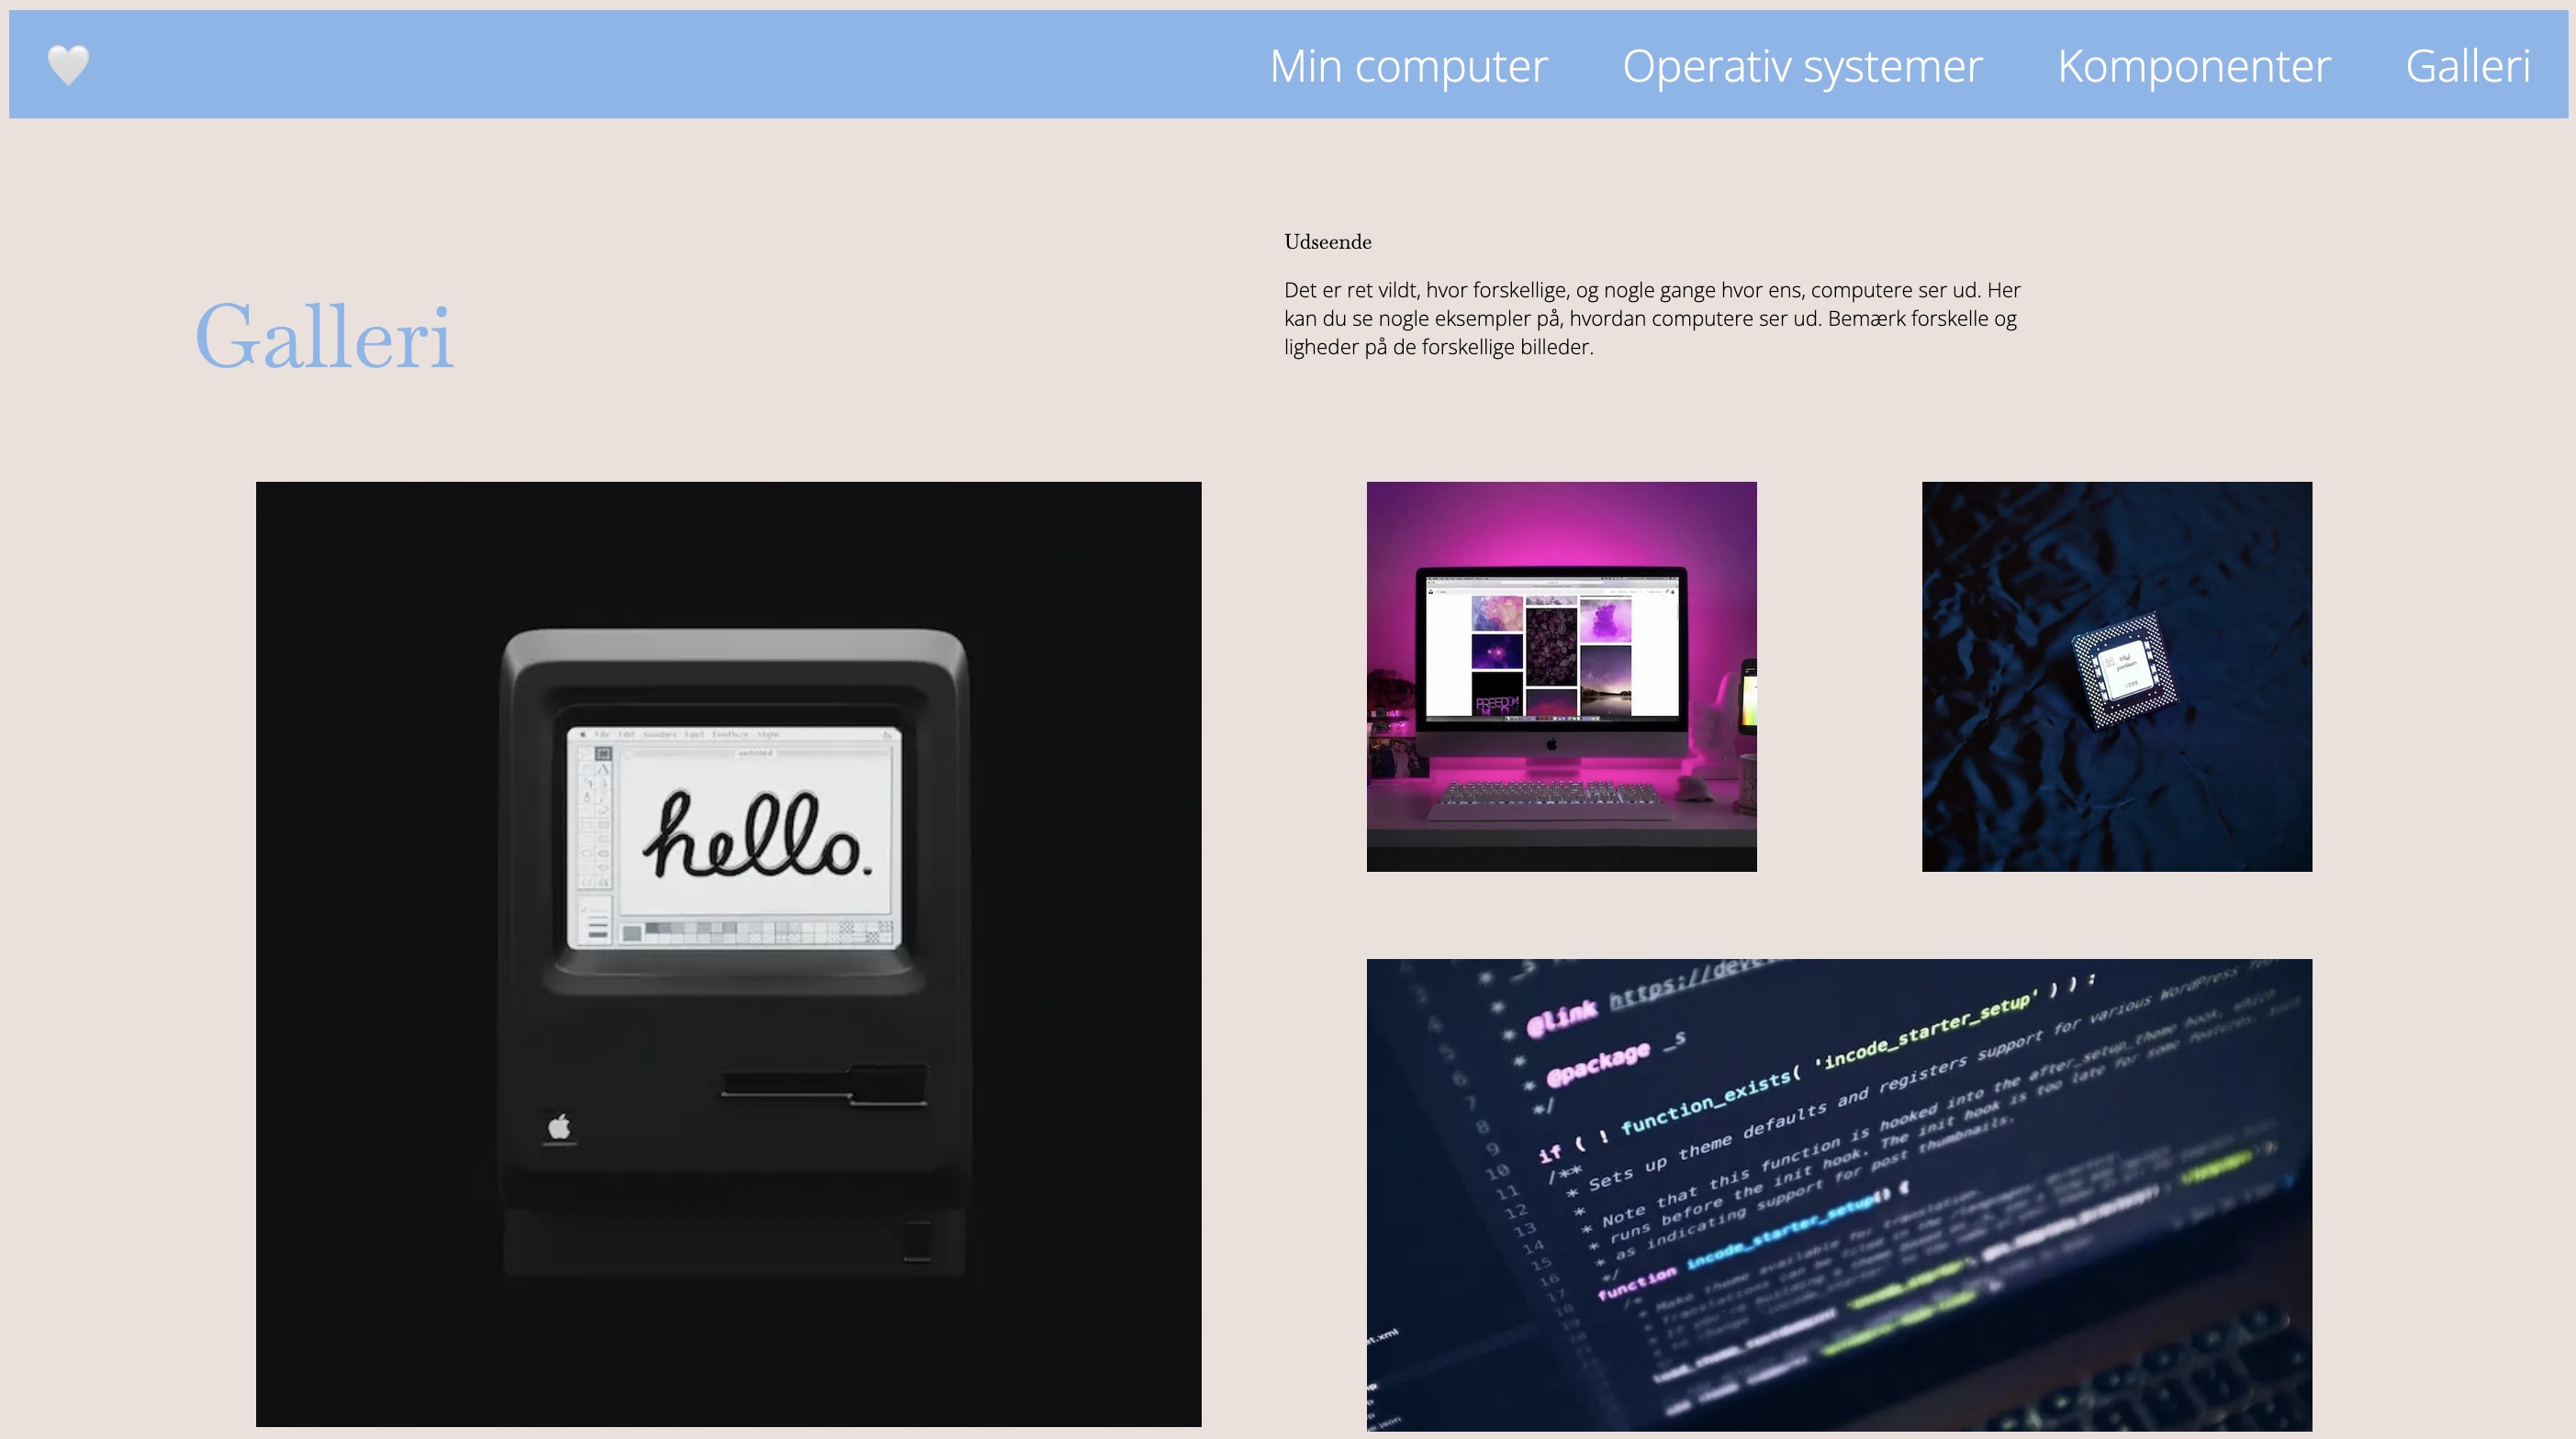 Min computer
Operativ systemer
Komponenter
Galleri
Udseende
Det er ret vildt, hvor forskellige, og nogle gange hvor ens, computere ser ud. Her
kan du se nogle eksempler på, hvordan computere ser ud. Bemærk forskelle og
ligheder på de forskellige billeder.
Galleri
hello.
FREEDOM
intel
pentium
* @link https://deve
*
* @package _s
*/
if ( ! function_exists( 'incode_starter_setup' ) ) :
/**
* Sets up theme defaults and registers support for various WordPress
*
* Note that this function is hooked into the after_setup_theme hook, which
* runs before the init hook. The init hook is too late for some features, such
* as indicating support for post thumbnails.
*/
function incode_starter_setup() {